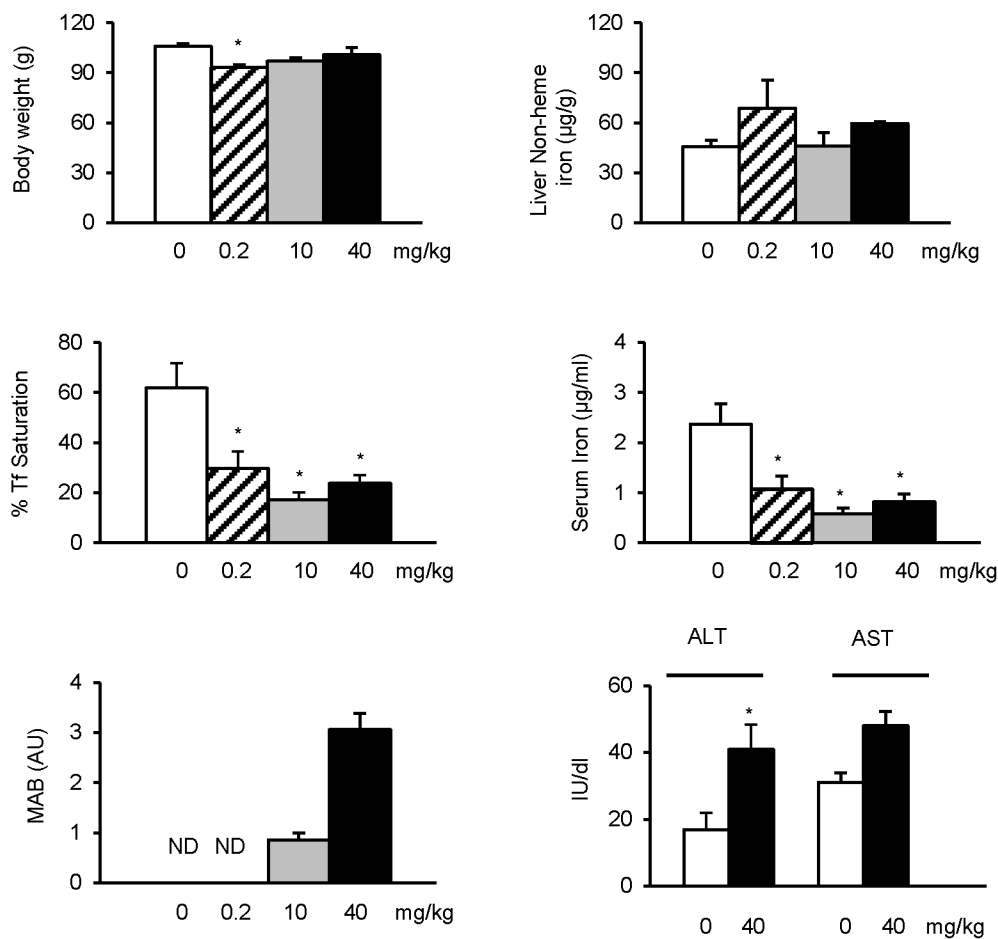 Body weight (g)
120
90
60
30
0
*
0 0.2 10 40 mg/kg
Liver Non-heme
iron (µg/g)
120
90
60
30
0
0 0.2 10 40 mg/kg
% Tf Saturation
80
60
40
20
0
* * *
0 0.2 10 40 mg/kg
Serum Iron (µg/ml)
4
3
2
1
0
* * *
0 0.2 10 40 mg/kg
MAB (AU)
4
3
2
1
0
ND ND
0 0.2 10 40 mg/kg
ALT AST
IU/dl
60
40
20
0
*
0 40 0 40 mg/kg